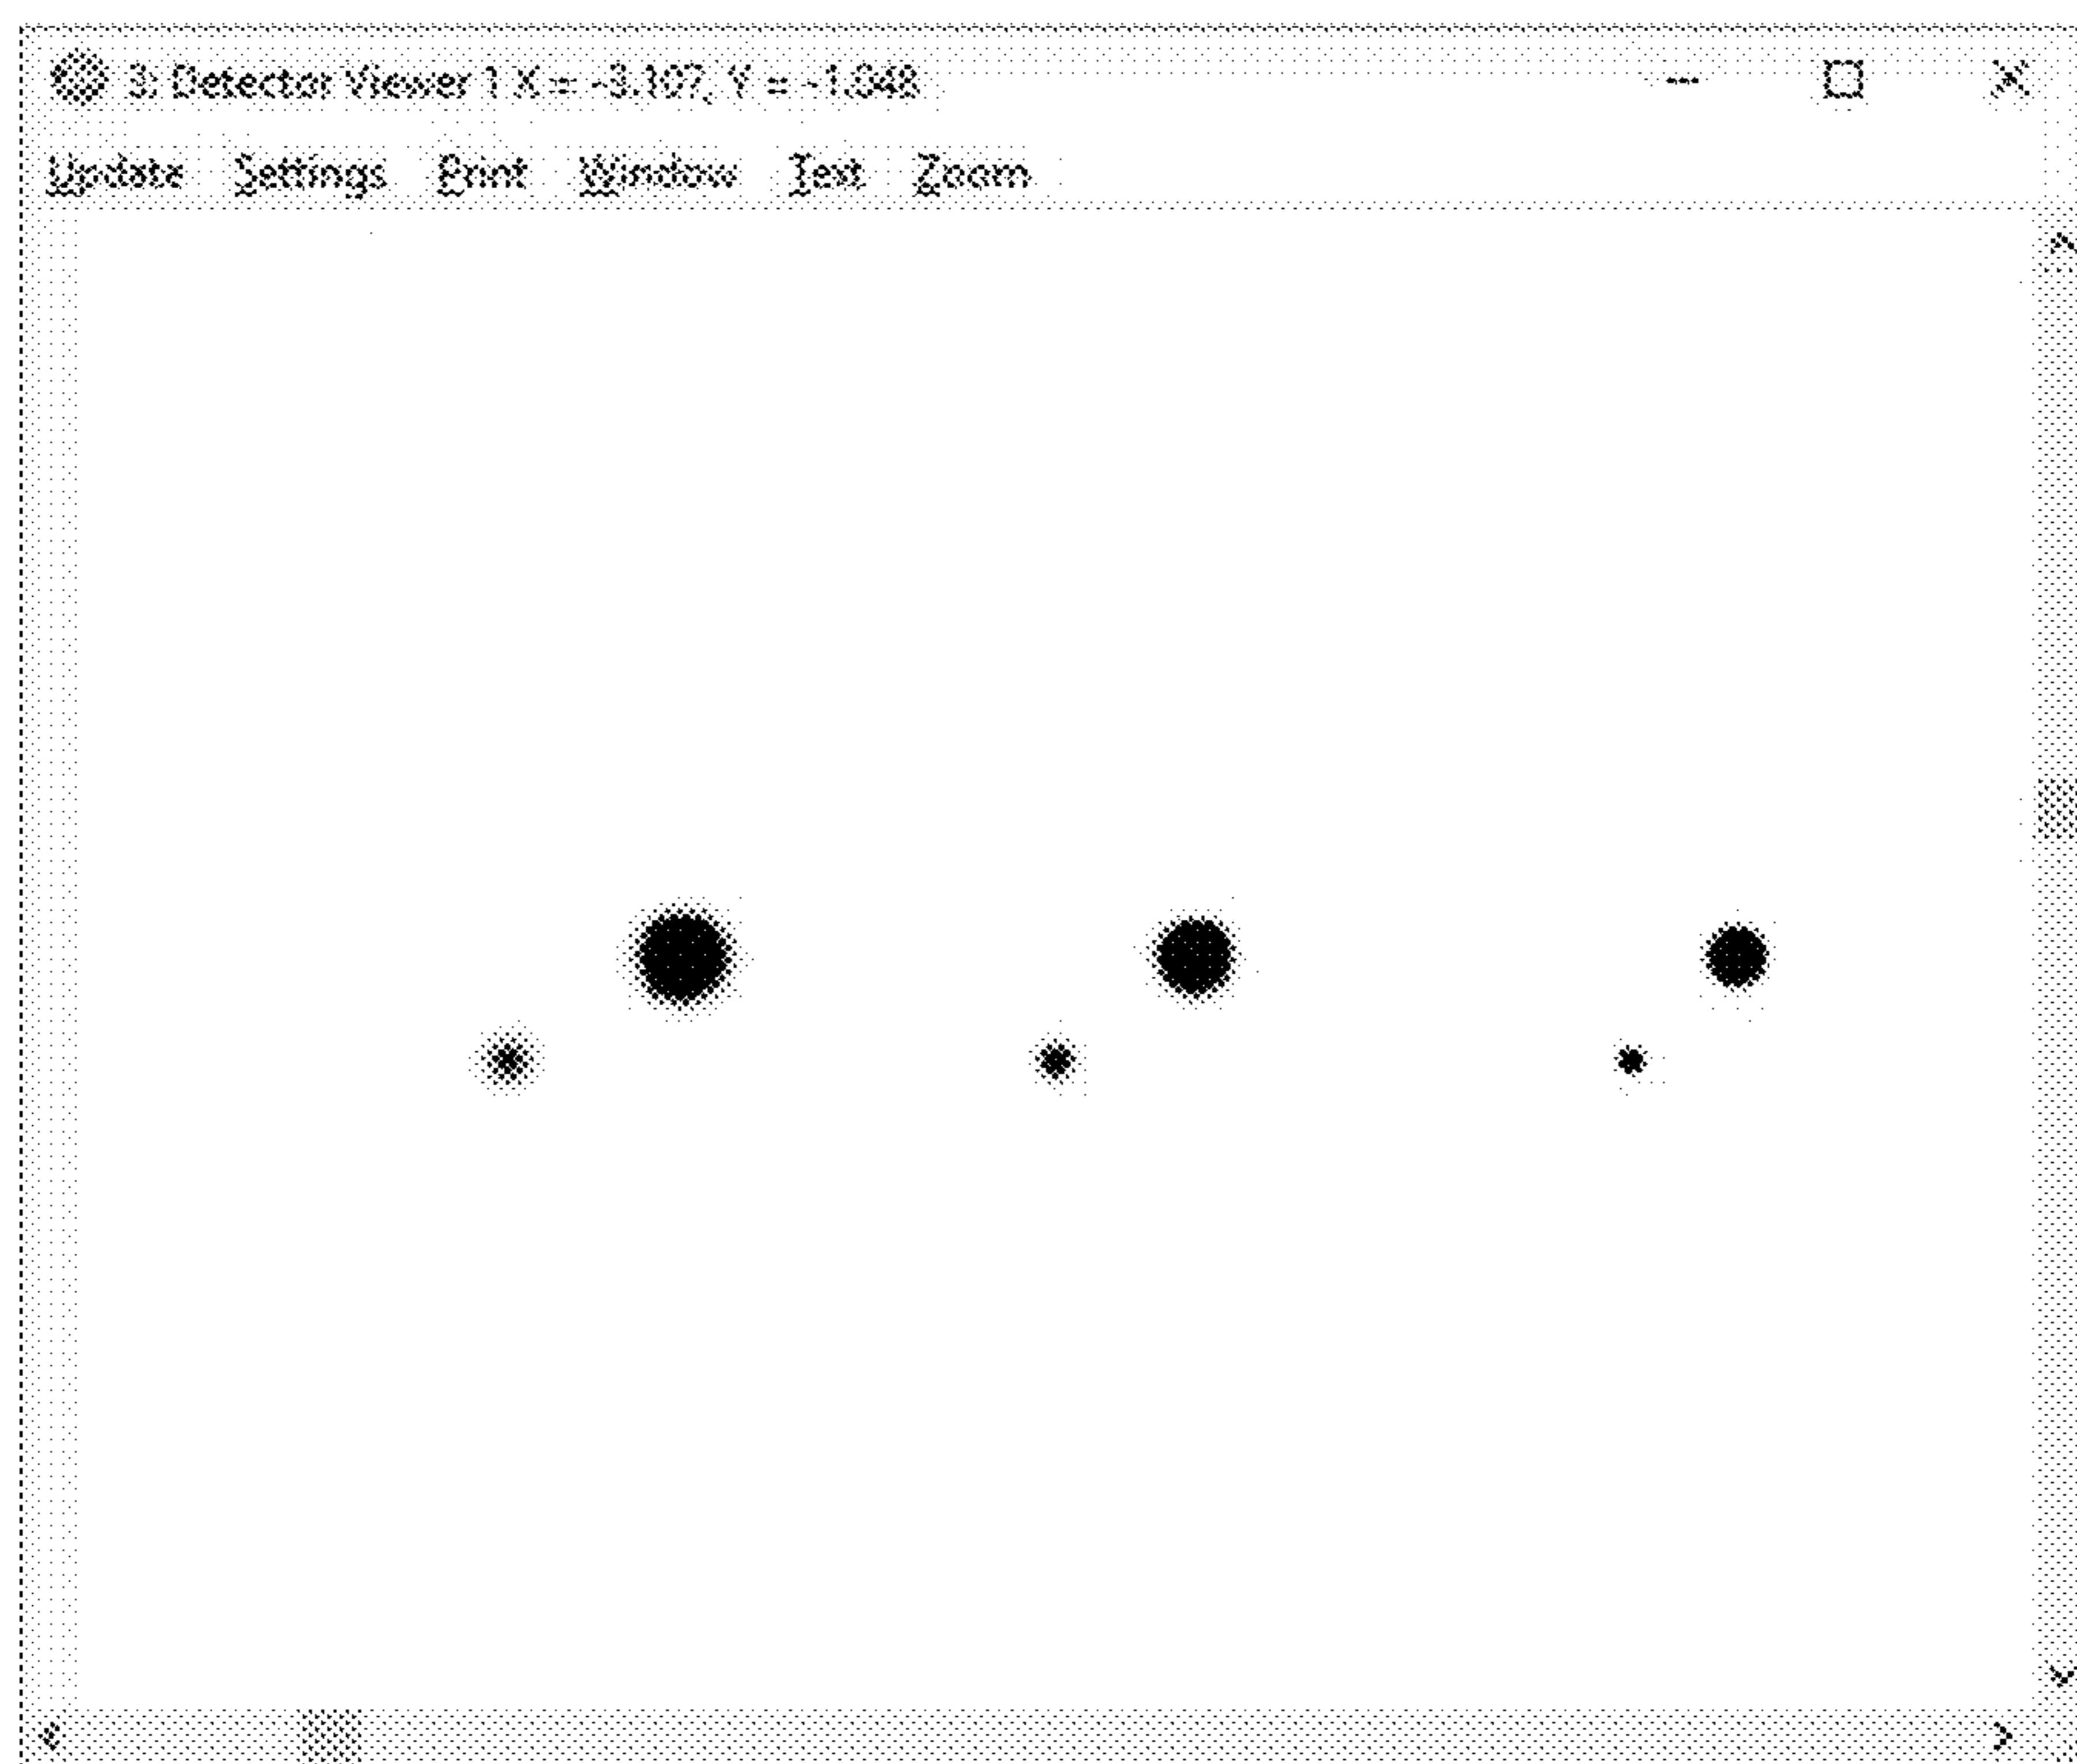 3: Detector Viewer 1 X = -3.107, Y = -1.048
Update Settings Print Window Text Zoom